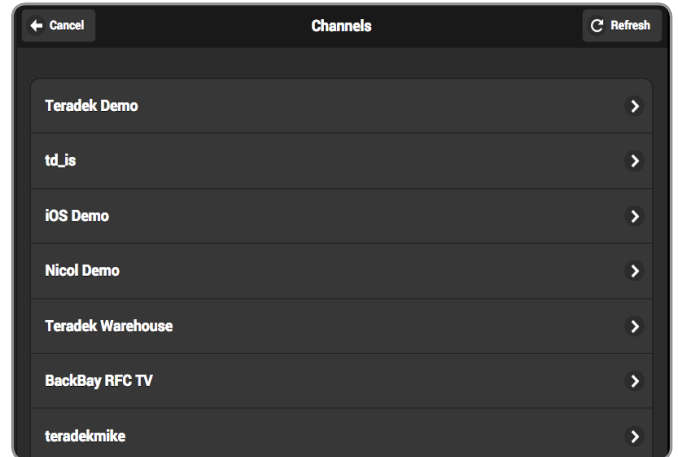 Cancel
Channels
Refresh
Teradek Demo
td_is
iOS Demo
Nicol Demo
Teradek Warehouse
BackBay RFC TV
teradekmike